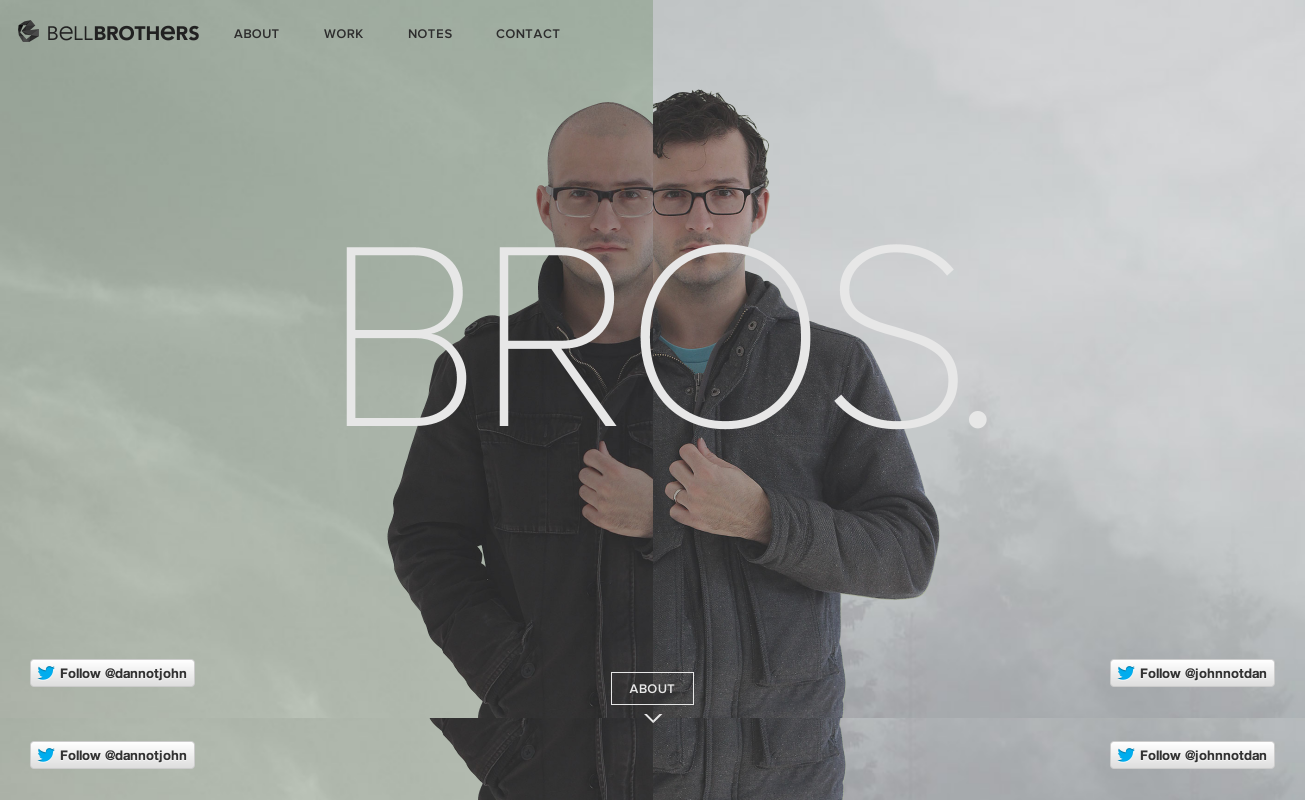 BELLBROTHERS
ABOUT
WORK
NOTES
CONTACT
BROS.
Follow @dannotjohn
Follow @johnnotdan
ABOUT
Follow @dannotjohn
Follow @johnnotdan